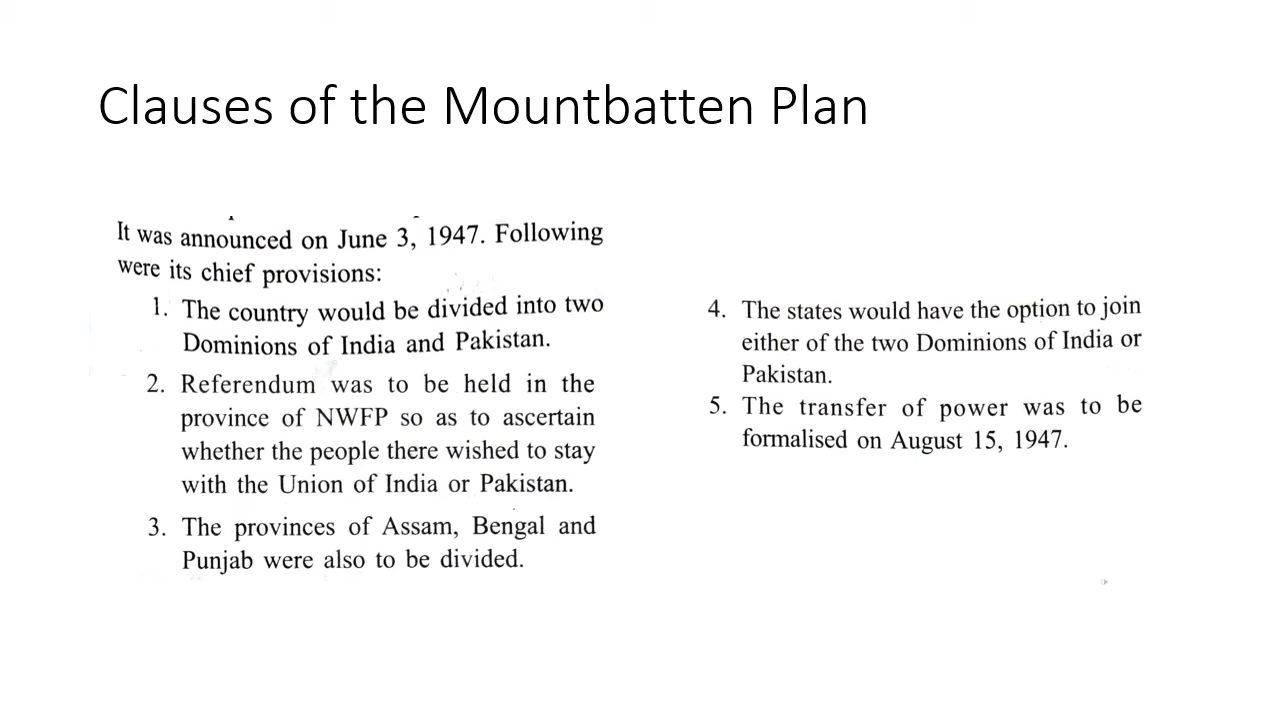 Clauses of the Mountbatten Plan
It was announced on June 3, 1947. Following
were its chief provisions:
1. The country would be divided into two
Dominions of India and Pakistan.
2. Referendum was to be held in the
province of NWFP so as to ascertain
whether the people there wished to stay
with the Union of India or Pakistan.
3. The provinces of Assam, Bengal and
Punjab were also to be divided.
4. The states would have the option to join
either of the two Dominions of India or
Pakistan.
5. The transfer of power was to be
formalised on August 15, 1947.